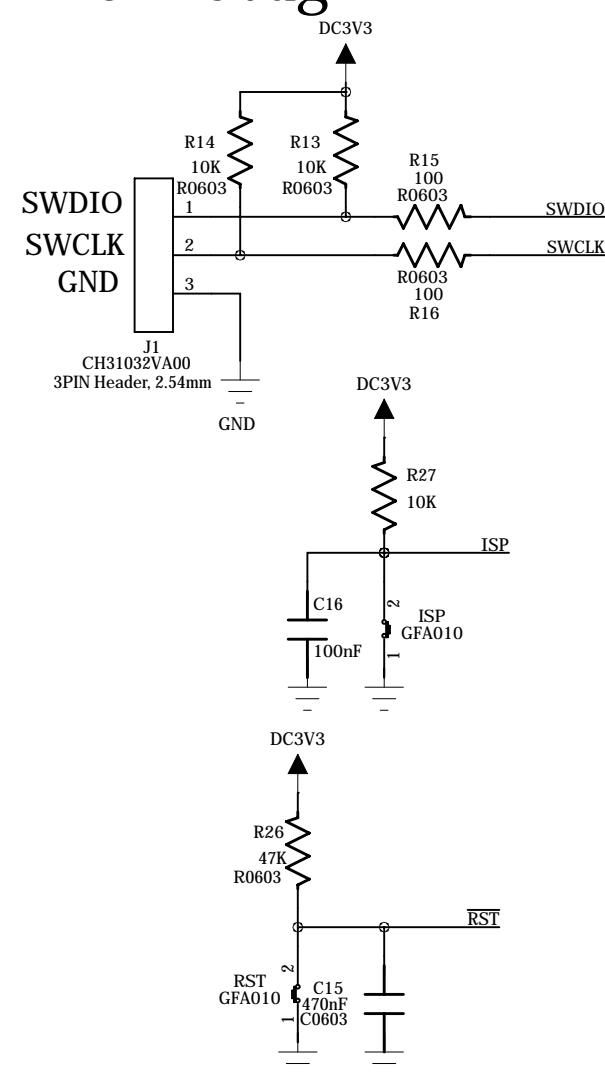 DC3V3
R14
10K
R0603
R13
10K
R0603
R15
100
R0603
SWDIO
SWCLK
GND
1
2
3
SWDIO
SWCLK
R0603
100
R16
J1
CH31032VA00
3PIN Header, 2.54mm
GND
DC3V3
R27
10K
ISP
C16
100nF
2
1
ISP
GFA010
DC3V3
R26
47K
R0603
RST
RST
GFA010
2
1
C15
470nF
C0603